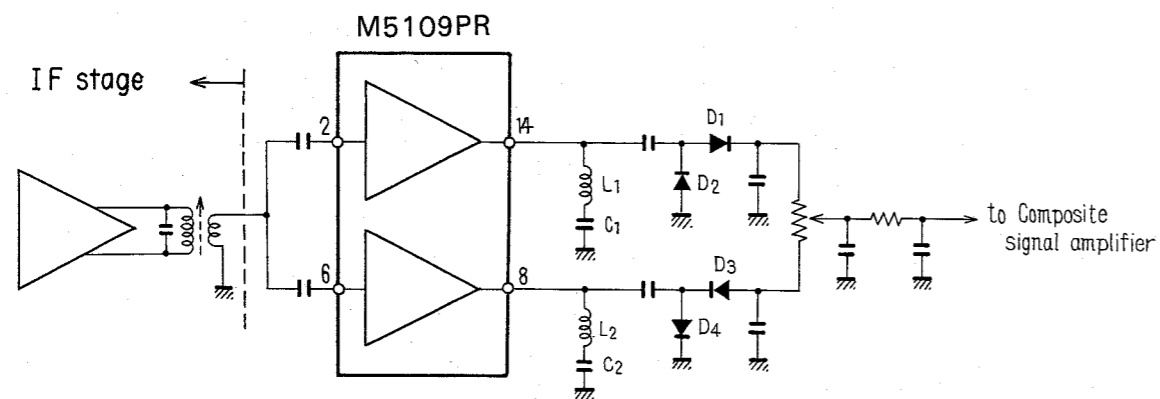 M5109PR
IF stage
2
14
D1
D2
L1
C1
to Composite
signal amplifier
6
8
D3
D4
L2
C2